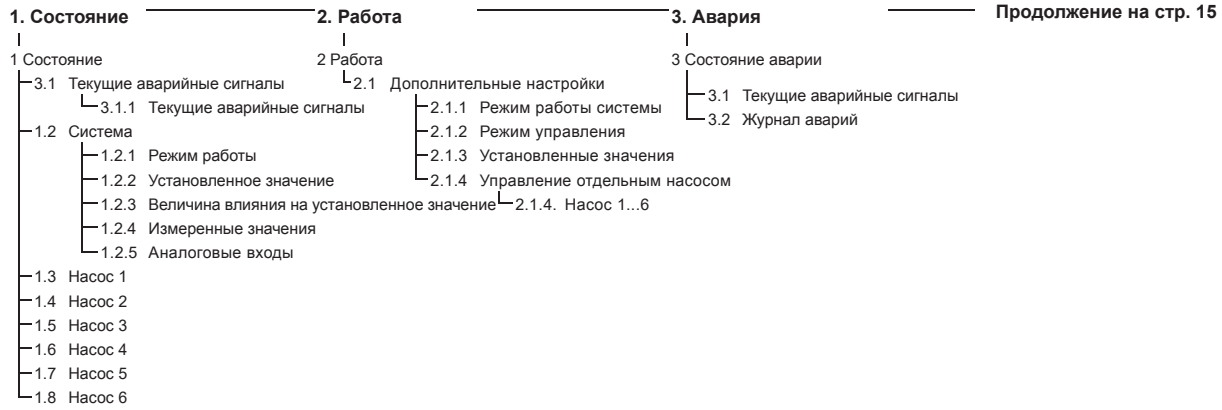 1. Состояние
2. Работа
3. Авария
Продолжение на стр. 15
1 Состояние
3.1 Текущие аварийные сигналы
3.1.1 Текущие аварийные сигналы
1.2 Система
1.2.1 Режим работы
1.2.2 Установленное значение
1.2.3 Величина влияния на установленное значение
1.2.4 Измеренные значения
1.2.5 Аналоговые входы
1.3 Насос 1
1.4 Насос 2
1.5 Насос 3
1.6 Насос 4
1.7 Насос 5
1.8 Насос 6
2 Работа
2.1 Дополнительные настройки
2.1.1 Режим работы системы
2.1.2 Режим управления
2.1.3 Установленные значения
2.1.4 Управление отдельным насосом
2.1.4. Насос 1...6
3 Состояние аварии
3.1 Текущие аварийные сигналы
3.2 Журнал аварий